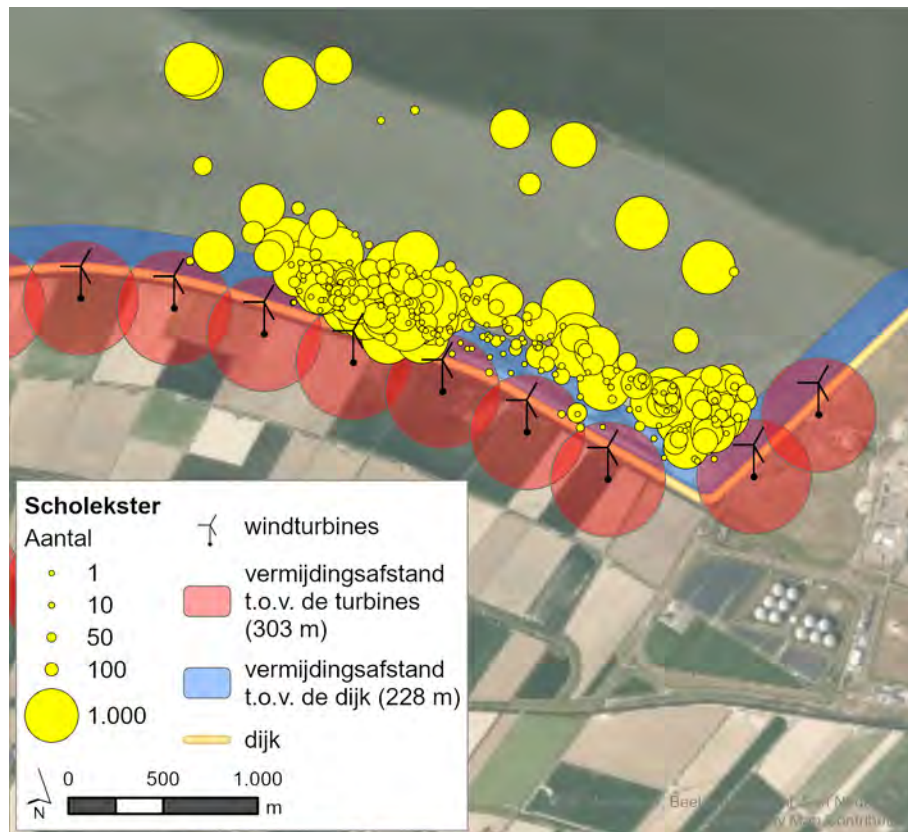 Scholekster
Aantal
1
10
50
100
1.000
windturbines
vermijdingsafstand
t.o.v. de turbines
(303 m)
vermijdingsafstand
t.o.v. de dijk (228 m)
dijk
0 500 1.000
m
N